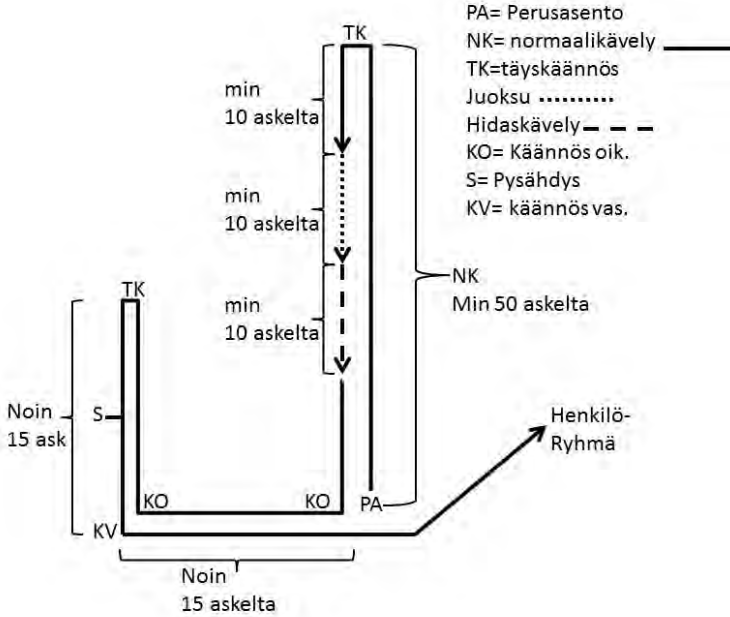 PA= Perusasento
NK= normaalikävely
TK=täyskäännös
Juoksu
Hidaskävely
KO= Käännös oik.
S= Pysähdys
KV= käännös vas.
TK
min
10 askelta
min
10 askelta
min
10 askelta
NK
Min 50 askelta
TK
Noin
15 ask
S
KO
KO
PA
KV
Henkilö-
Ryhmä
Noin
15 askelta